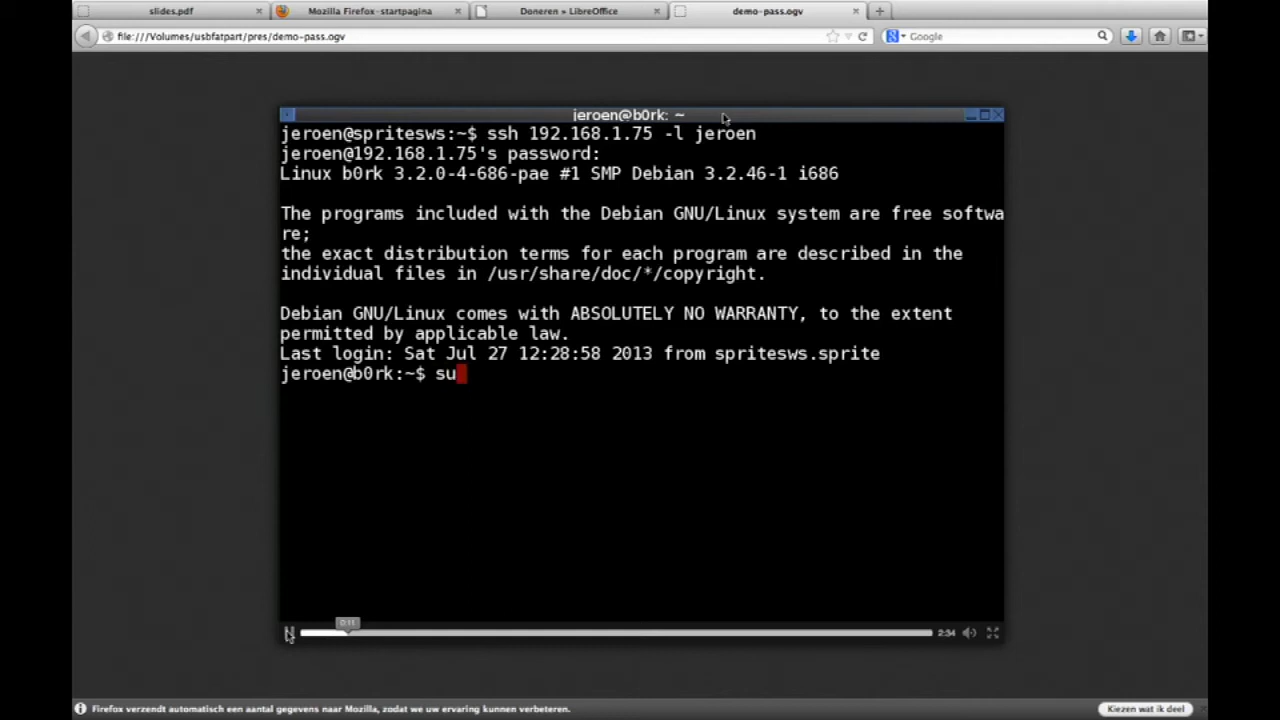 slides.pdf
Mozilla Firefox-startpagina
Doneren » LibreOffice
demo-pass.ogv
file:///Volumes/usbfatpart/pres/demo-pass.ogv
Google
jeroen@b0rk: ~
jeroen@spritesws:~$ ssh 192.168.1.75 -l jeroen
jeroen@192.168.1.75's password:
Linux b0rk 3.2.0-4-686-pae #1 SMP Debian 3.2.46-1 i686
The programs included with the Debian GNU/Linux system are free softwa
re;
the exact distribution terms for each program are described in the
individual files in /usr/share/doc/*/copyright.
Debian GNU/Linux comes with ABSOLUTELY NO WARRANTY, to the extent
permitted by applicable law.
Last login: Sat Jul 27 12:28:58 2013 from spritesws.sprite
jeroen@b0rk:~$ su
0:11
2:34
Firefox verzendt automatisch een aantal gegevens naar Mozilla, zodat we uw ervaring kunnen verbeteren.
Kiezen wat ik deel